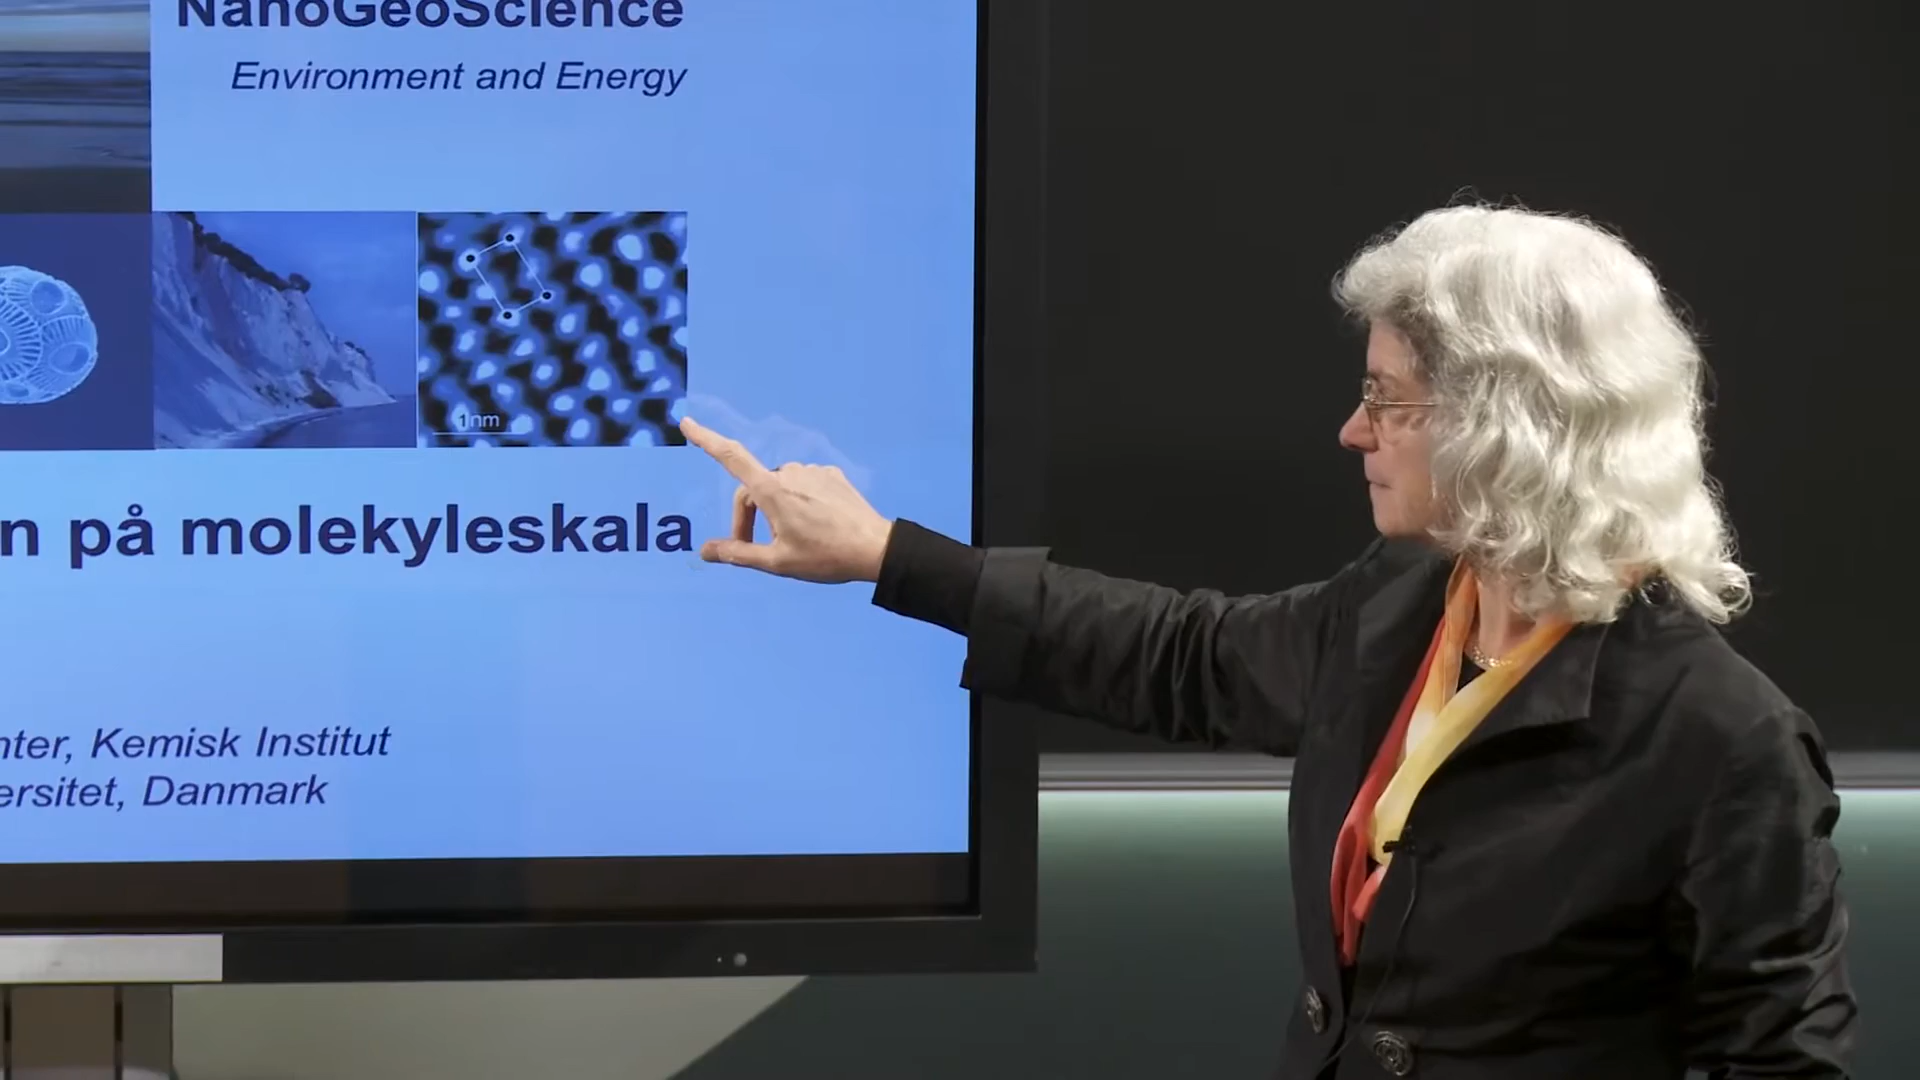 NanoGeoScience
Environment and Energy
1nm
n på molekyleskala
nter, Kemisk Institut
ersitet, Danmark